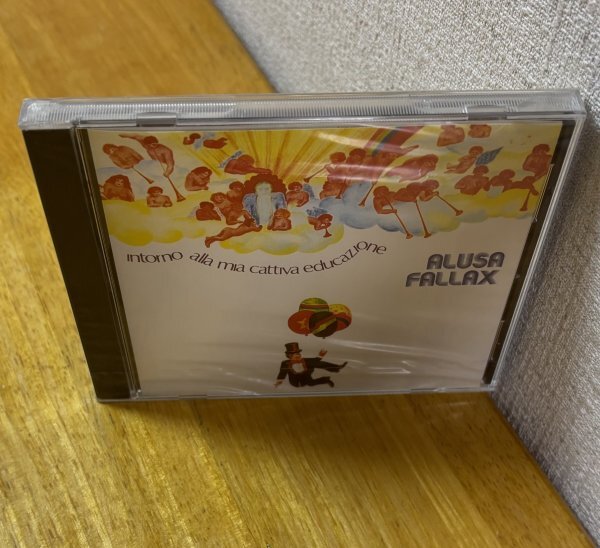 intorno alla mia cattiva educazione
ALUSA
FALLAX